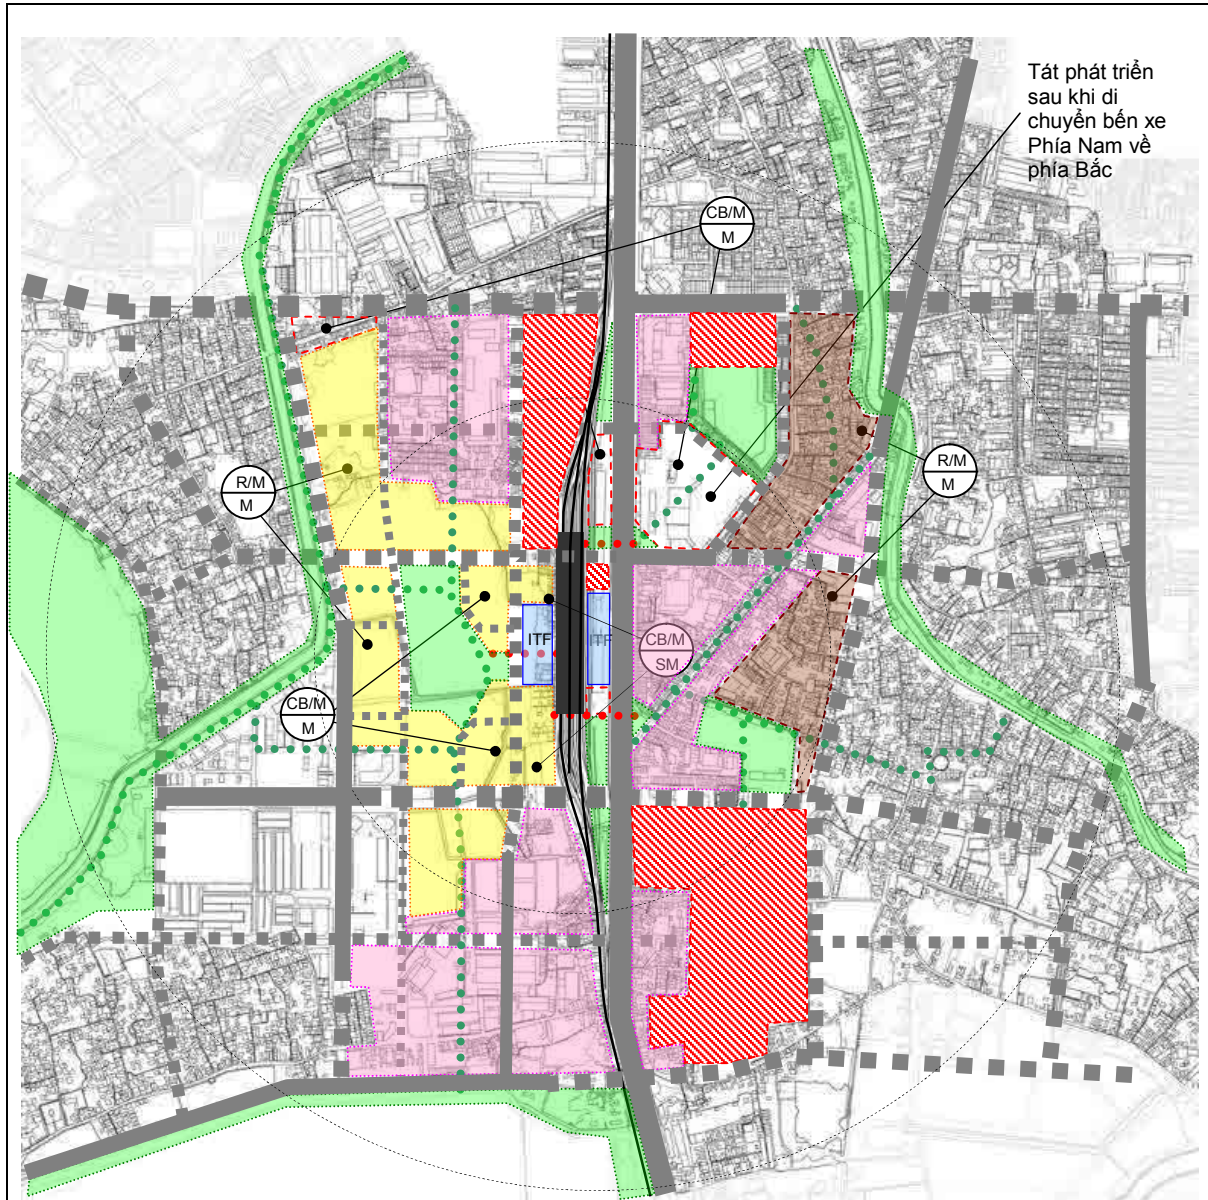 Tát phát triển
sau khi di
chuyển bến xe
Phía Nam về
phía Bắc
CB/M
M
R/M
M
R/M
M
ITF
ITF
CB/M
SM
CB/M
M